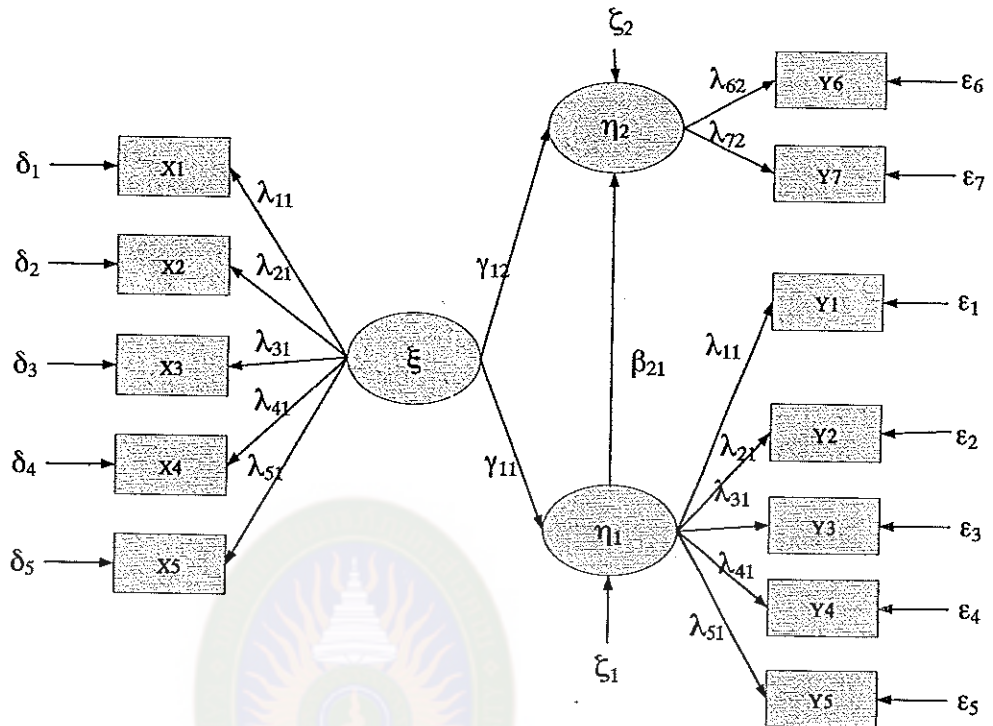 ζ₂
Y6
ε₆
λ₆₂
η₂
λ₇₂
Y7
ε₇
δ₁
X1
λ₁₁
δ₂
X2
λ₂₁
γ₁₂
Y1
ε₁
δ₃
X3
λ₃₁
ξ
λ₁₁
β₂₁
δ₄
X4
λ₄₁
γ₁₁
Y2
ε₂
λ₂₁
λ₅₁
λ₃₁
δ₅
X5
η₁
Y3
ε₃
λ₄₁
Y4
ε₄
λ₅₁
ζ₁
Y5
ε₅